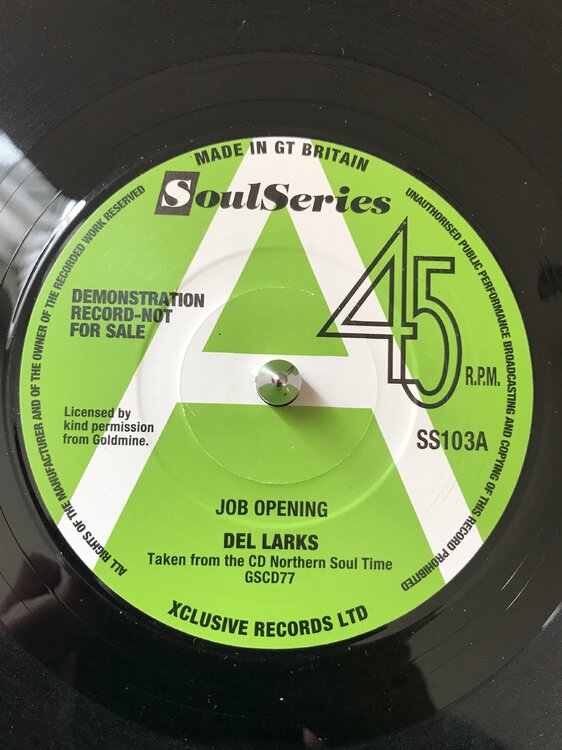 MADE IN GT BRITAIN
SoulSeries
45
R.P.M.
DEMONSTRATION
RECORD-NOT
FOR SALE
Licensed by
kind permission
from Goldmine.
SS103A
A
JOB OPENING
DEL LARKS
Taken from the CD Northern Soul Time
GSCD77
XCLUSIVE RECORDS LTD
ALL RIGHTS OF THE MANUFACTURER AND OF THE OWNER OF THE RECORDED WORK RESERVED
UNAUTHORISED PUBLIC PERFORMANCE BROADCASTING AND COPYING OF THIS RECORD PROHIBITED